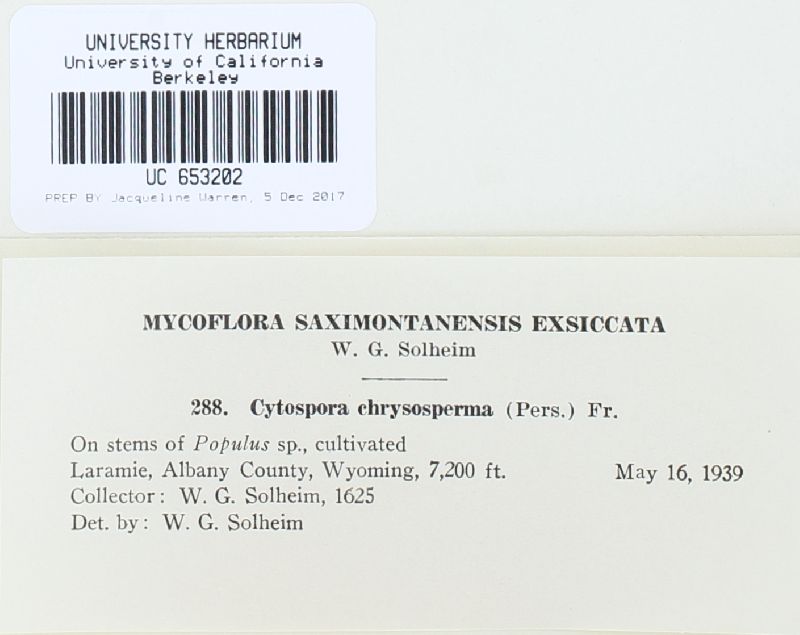 UNIVERSITY HERBARIUM
University of California
Berkeley
UC 653202
PREP BY Jacqueline Warren, 5 Dec 2017
MYCOFLORA SAXIMONTANENSIS EXSICCATA
W. G. Solheim
288. Cytospora chrysosperma (Pers.) Fr.
On stems of Populus sp., cultivated
Laramie, Albany County, Wyoming, 7,200 ft. May 16, 1939
Collector: W. G. Solheim, 1625
Det. by: W. G. Solheim